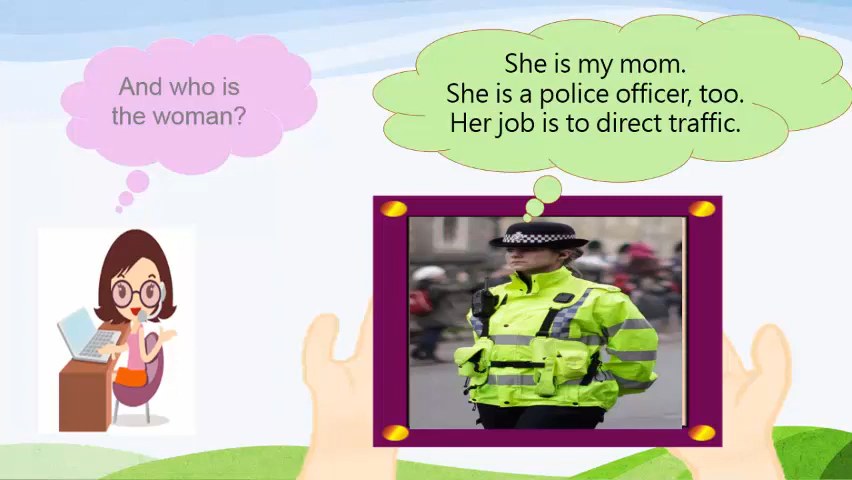 And who is
the woman?
She is my mom.
She is a police officer, too.
Her job is to direct traffic.